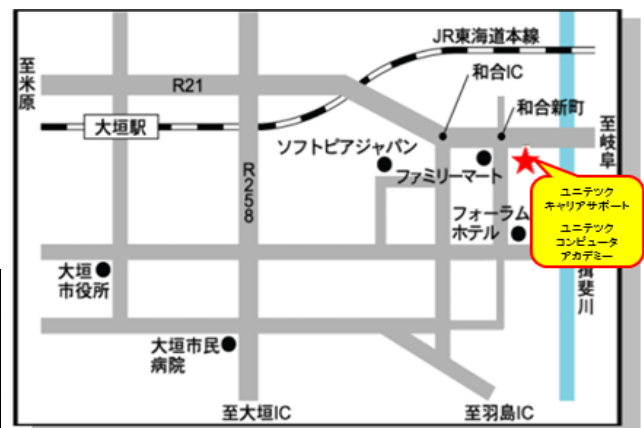 JR東海道本線
至米原
R21
和合IC
和合新町
至岐阜
大垣駅
ソフトピアジャパン
ファミリーマート
R258
ユニテック
キャリアサポート
ユニテック
コンピュータ
アカデミー
フォーラム
ホテル
大垣
市役所
揖斐川
大垣市民
病院
至大垣IC
至羽島IC